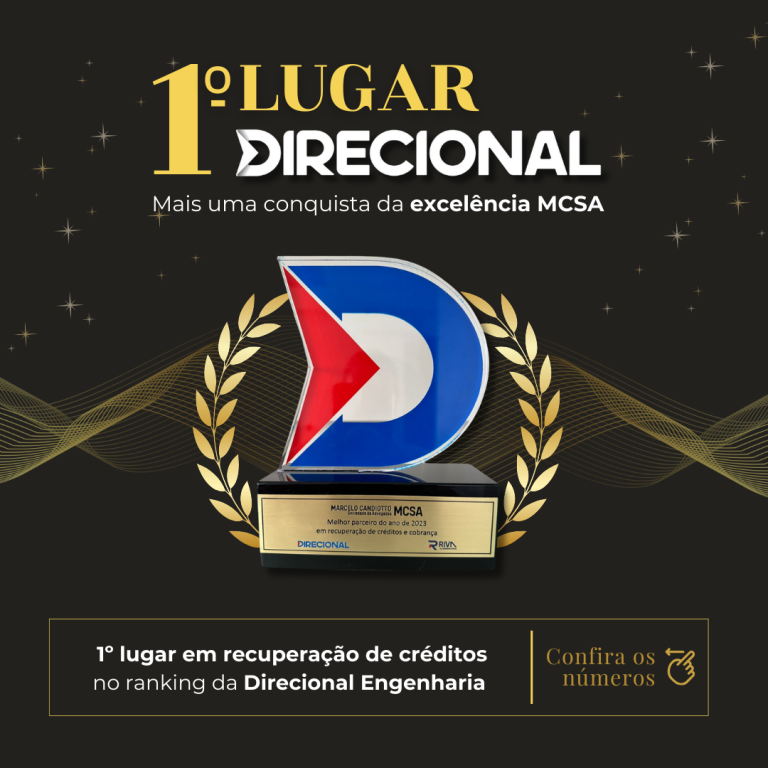 1º LUGAR
DIRECIONAL
Mais uma conquista da excelência MCSA
MARCELO CANDIOTTO MCSA
Sociedade de Advogados
Melhor parceiro do ano de 2023
em recuperação de créditos e cobrança
DIRECIONAL RIVA
1º lugar em recuperação de créditos
no ranking da Direcional Engenharia
Confira os
números